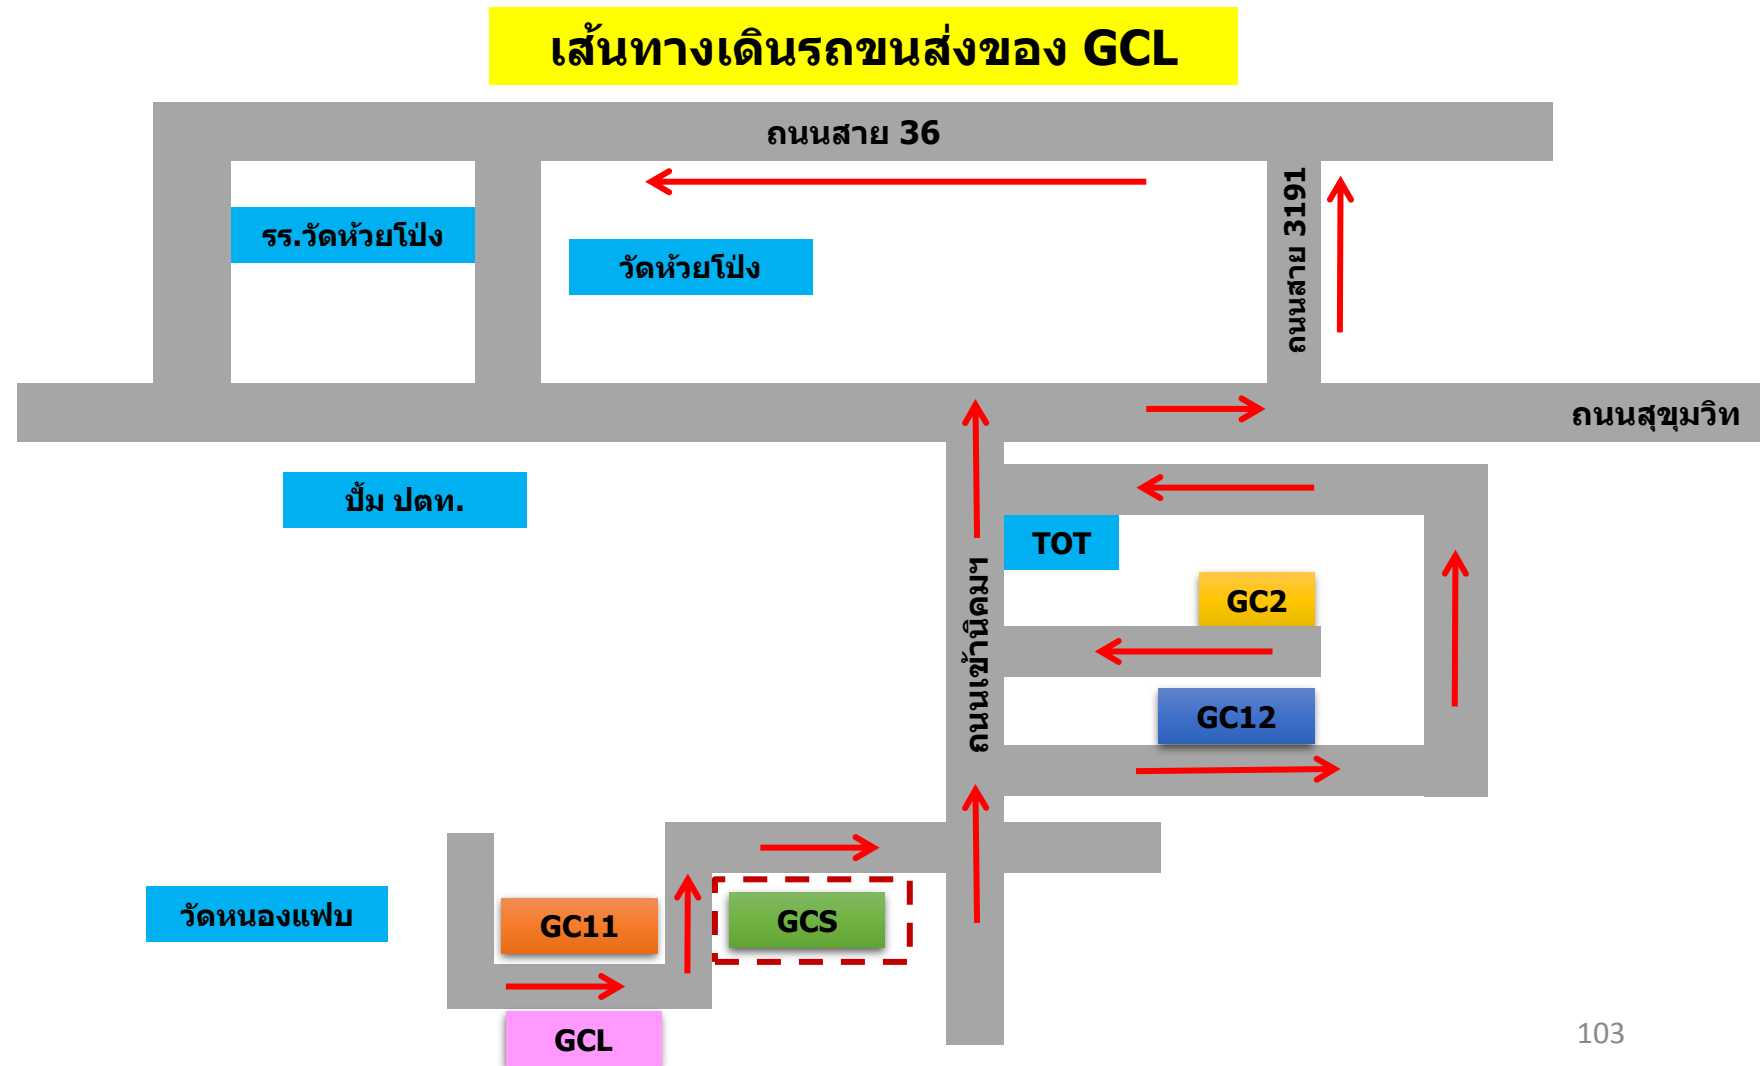 เส้นทางเดินรถขนส่งของ GCL
ถนนสาย 36
ถนนสาย 3191
รร.วัดห้วยโป่ง
วัดห้วยโป่ง
ถนนสุขุมวิท
ปั้ม ปตท.
TOT
GC2
ถนนเข้านิคมฯ
GC12
วัดหนองแฟบ
GC11
GCS
GCL
103